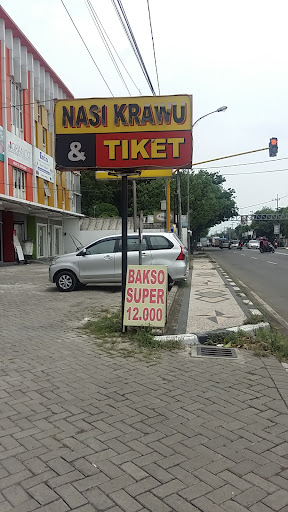 NASI KRAWU
& TIKET
BAKSO
SUPER
12.000